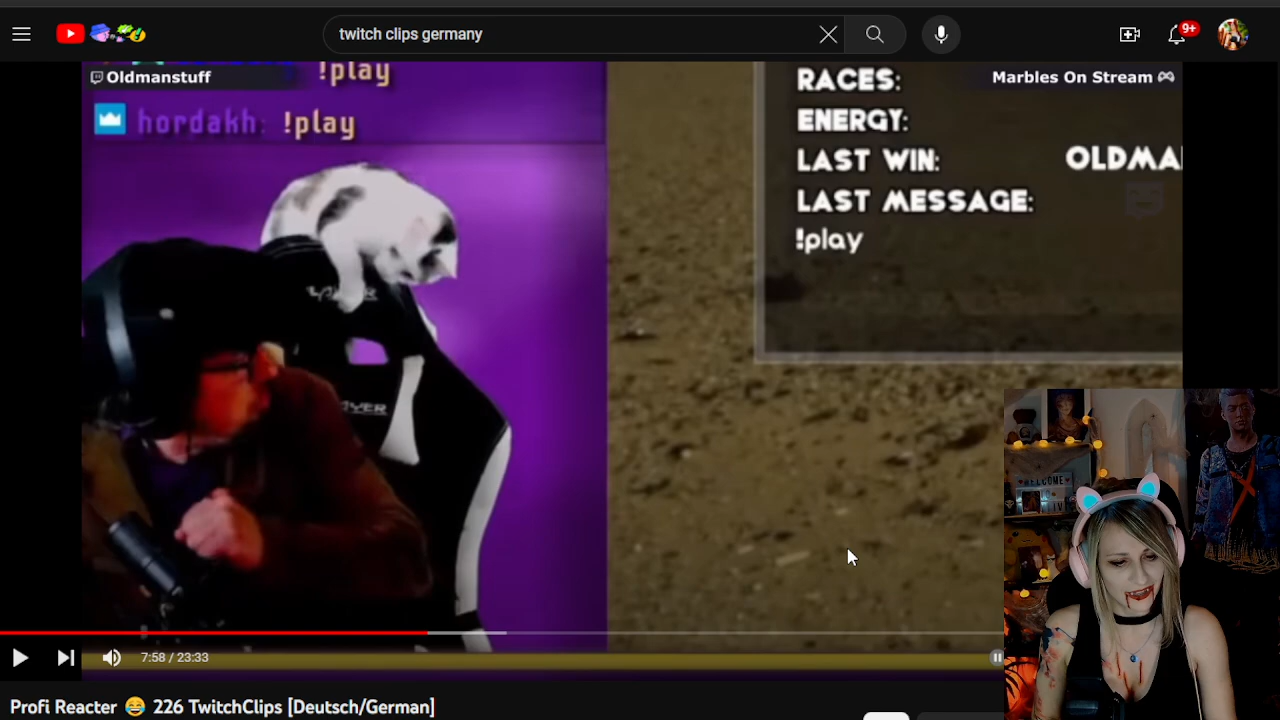 twitch clips germany
9+
Oldmanstuff
!play
hordakh: !play
RACES:
Marbles On Stream
ENERGY:
LAST WIN: OLDMA
LAST MESSAGE:
!play
WELCOME
7:58 / 23:33
Profi Reacter 😂 226 TwitchClips [Deutsch/German]